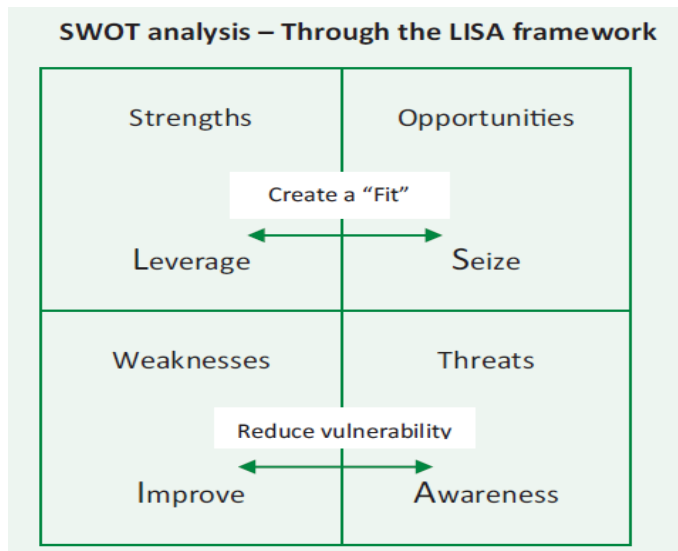 SWOT analysis – Through the LISA framework
Strengths
Opportunities
Create a “Fit”
Leverage
Seize
Weaknesses
Threats
Reduce vulnerability
Improve
Awareness